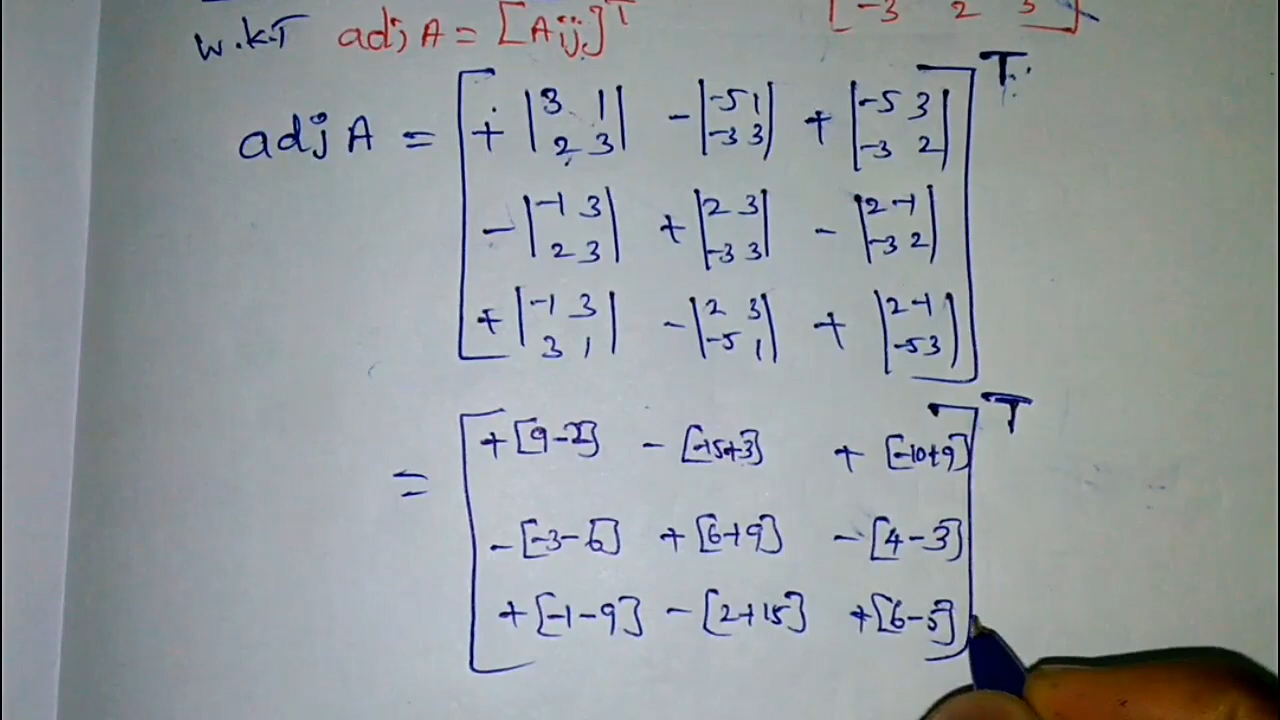 [-3 2 3]
w.k.T adj A = [Aij]T
adj A = [ + |3 1| - |-5 1| + |-5 3| ] T
|2 3| |-3 3| |-3 2|
- |-1 3| + |2 3| - |2 -1|
|2 3| |-3 3| |-3 2|
+ |-1 3| - |2 3| + |2 -1|
|3 1| |-5 1| |-5 3|
= [ +[9-2] - [-15+3] + [-10+9] ] T
-[-3-6] +[6+9] -[4-3]
+[-1-9] -[2+15] +[6-5]